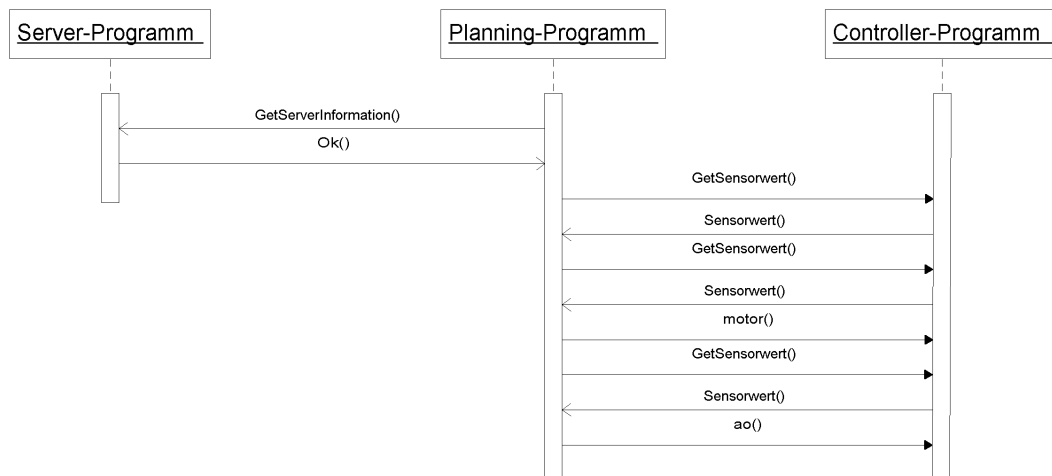 Server-Programm
Planning-Programm
Controller-Programm
GetServerInformation()
Ok()
GetSensorwert()
Sensorwert()
GetSensorwert()
Sensorwert()
motor()
GetSensorwert()
Sensorwert()
ao()